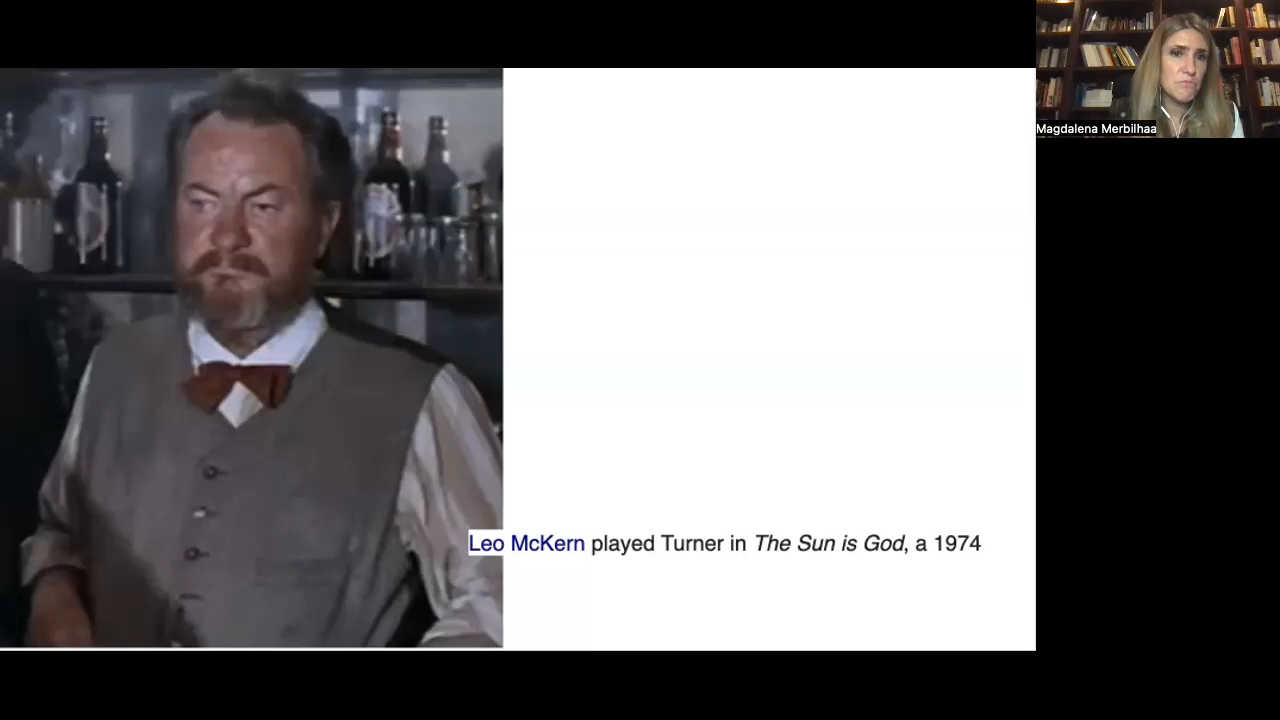 Magdalena Merbilhaa
Leo McKern played Turner in The Sun is God, a 1974